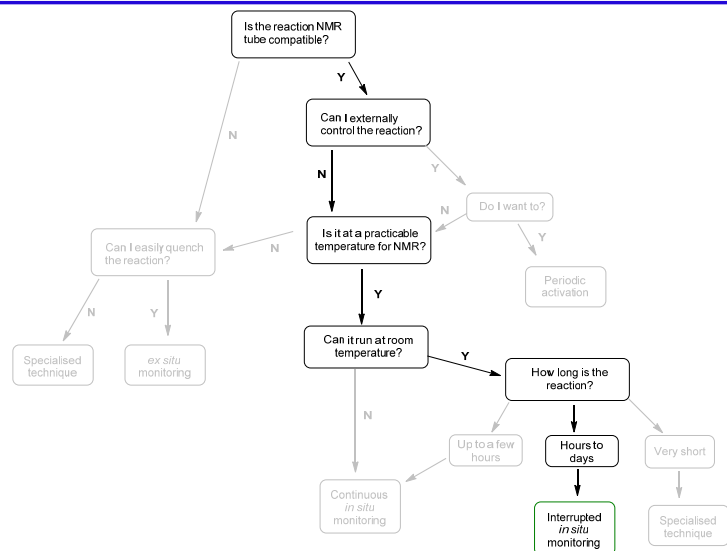 Is the reaction NMR
tube compatible?
Y
Can I externally
control the reaction?
N
N
Y
Do I want to?
N
Is it at a practicable
temperature for NMR?
Can I easily quench
the reaction?
N
Y
Periodic
activation
Y
N
Y
Can it run at room
temperature?
Y
Specialised
technique
ex situ
monitoring
How long is the
reaction?
N
Up to a few
hours
Hours to
days
Very short
Continuous
in situ
monitoring
Interrupted
in situ
monitoring
Specialised
technique